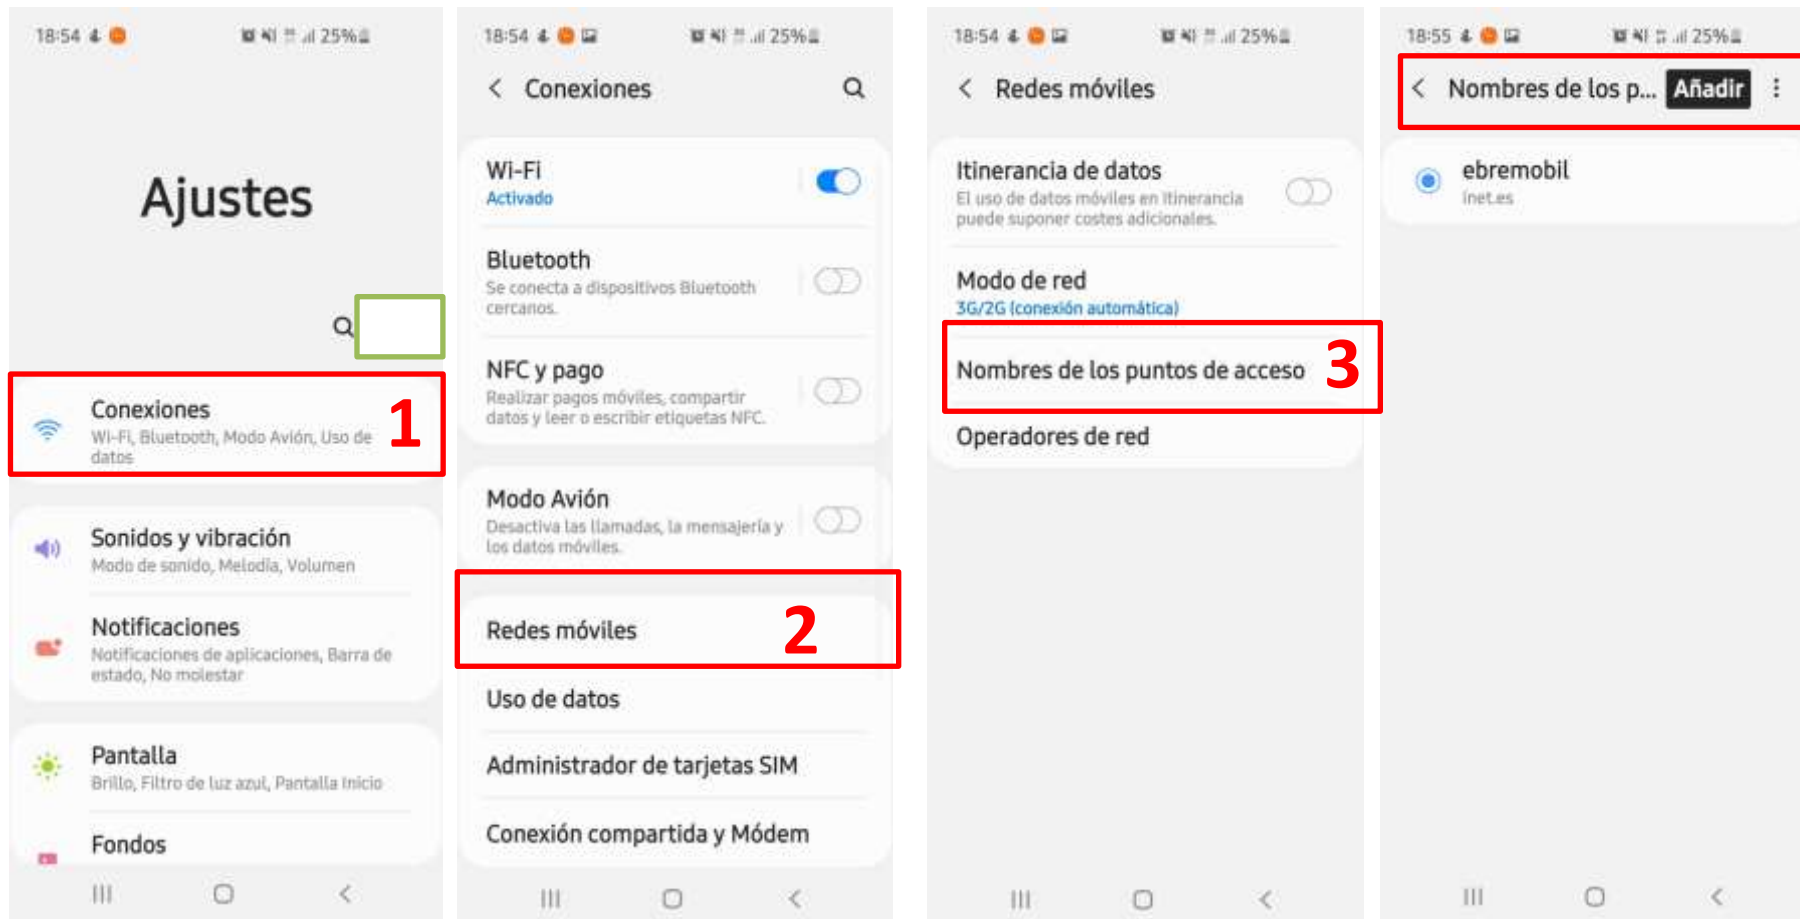 18:54
25%
Ajustes
Conexiones
Wi-Fi, Bluetooth, Modo Avión, Uso de
datos
1
Sonidos y vibración
Modo de sonido, Melodía, Volumen
Notificaciones
Notificaciones de aplicaciones, Barra de
estado, No molestar
Pantalla
Brillo, Filtro de luz azul, Pantalla Inicio
Fondos
18:54
25%
Conexiones
Wi-Fi
Activado
Bluetooth
Se conecta a dispositivos Bluetooth
cercanos.
NFC y pago
Realizar pagos móviles, compartir
datos y leer o escribir etiquetas NFC.
Modo Avión
Desactiva las llamadas, la mensajería y
los datos móviles.
Redes móviles
2
Uso de datos
Administrador de tarjetas SIM
Conexión compartida y Módem
18:54
25%
Redes móviles
Itinerancia de datos
El uso de datos móviles en itinerancia
puede suponer costes adicionales.
Modo de red
3G/2G (conexión automática)
Nombres de los puntos de acceso
3
Operadores de red
18:55
25%
Nombres de los p... Añadir
ebremobil
inet.es